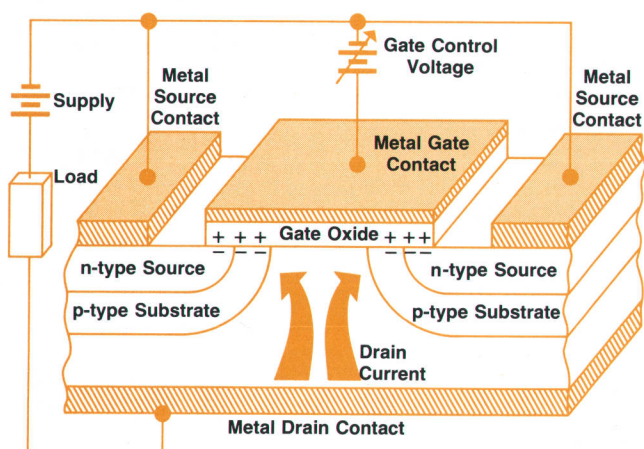 Gate Control
Voltage
Metal
Source
Contact
Metal
Source
Contact
Supply
Load
Metal Gate
Contact
Gate Oxide
+ + +
+ ++
− − −
− − −
n-type Source
n-type Source
p-type Substrate
p-type Substrate
Drain
Current
Metal Drain Contact